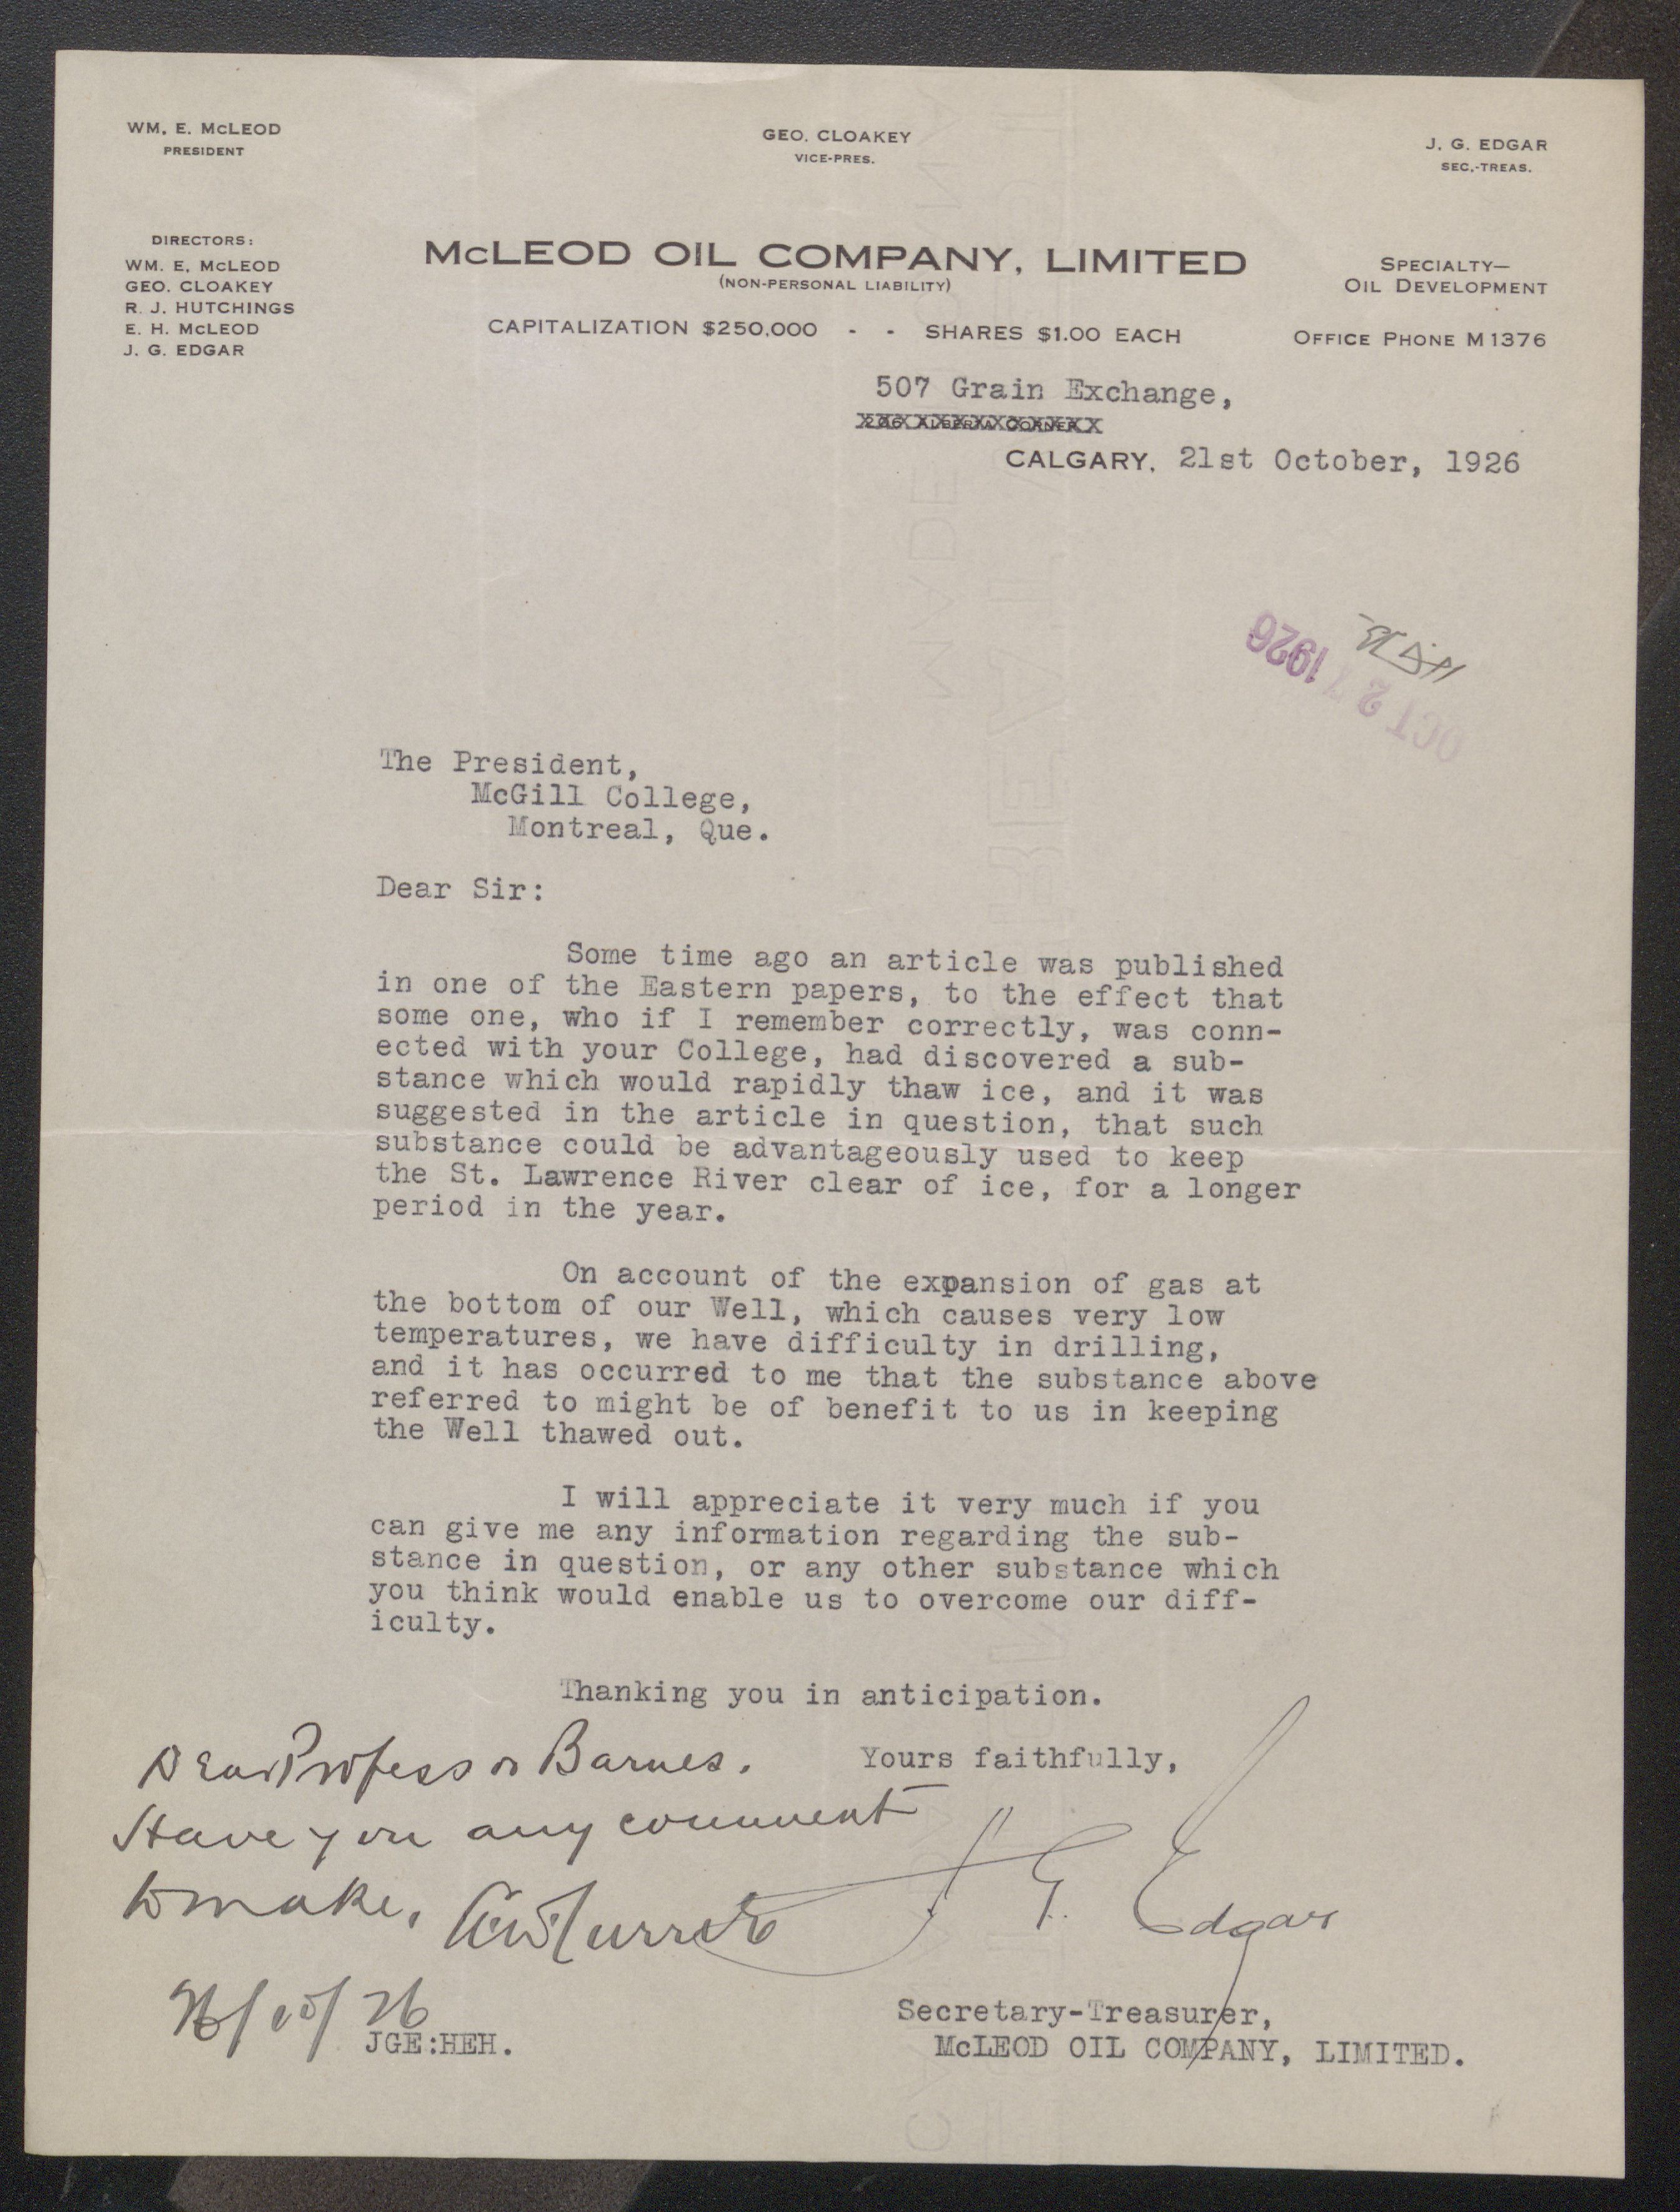 WM. E. McLEOD
PRESIDENT
GEO. CLOAKEY
VICE-PRES.
J. G. EDGAR
SEC.-TREAS.
DIRECTORS:
WM. E. McLEOD
GEO. CLOAKEY
R. J. HUTCHINGS
E. H. McLEOD
J. G. EDGAR
McLEOD OIL COMPANY, LIMITED
(NON-PERSONAL LIABILITY)
CAPITALIZATION $250,000 - - SHARES $1.00 EACH
SPECIALTY—
OIL DEVELOPMENT
OFFICE PHONE M1376
507 Grain Exchange,
206 ALBERTA CORNER
CALGARY, 21st October, 1926
OCT 27 1926
The President,
McGill College,
Montreal, Que.
Dear Sir:
Some time ago an article was published
in one of the Eastern papers, to the effect that
some one, who if I remember correctly, was conn-
ected with your College, had discovered a sub-
stance which would rapidly thaw ice, and it was
suggested in the article in question, that such
substance could be advantageously used to keep
the St. Lawrence River clear of ice, for a longer
period in the year.
On account of the expansion of gas at
the bottom of our Well, which causes very low
temperatures, we have difficulty in drilling,
and it has occurred to me that the substance above
referred to might be of benefit to us in keeping
the Well thawed out.
I will appreciate it very much if you
can give me any information regarding the sub-
stance in question, or any other substance which
you think would enable us to overcome our diff-
iculty.
Thanking you in anticipation.
Yours faithfully,
J. G. Edgar
Secretary-Treasurer,
McLEOD OIL COMPANY, LIMITED.
Dear Professor Barnes.
Have you any comment
to make.
A.W. Currie
JGE:HEH.